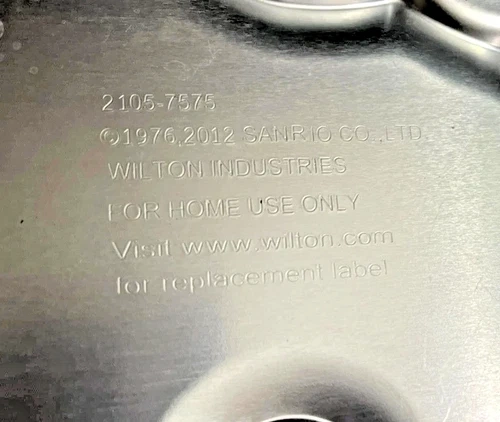 2105-7575
©1976,2012 SANRIO CO.,LTD.
WILTON INDUSTRIES
FOR HOME USE ONLY
Visit www.wilton.com
for replacement label